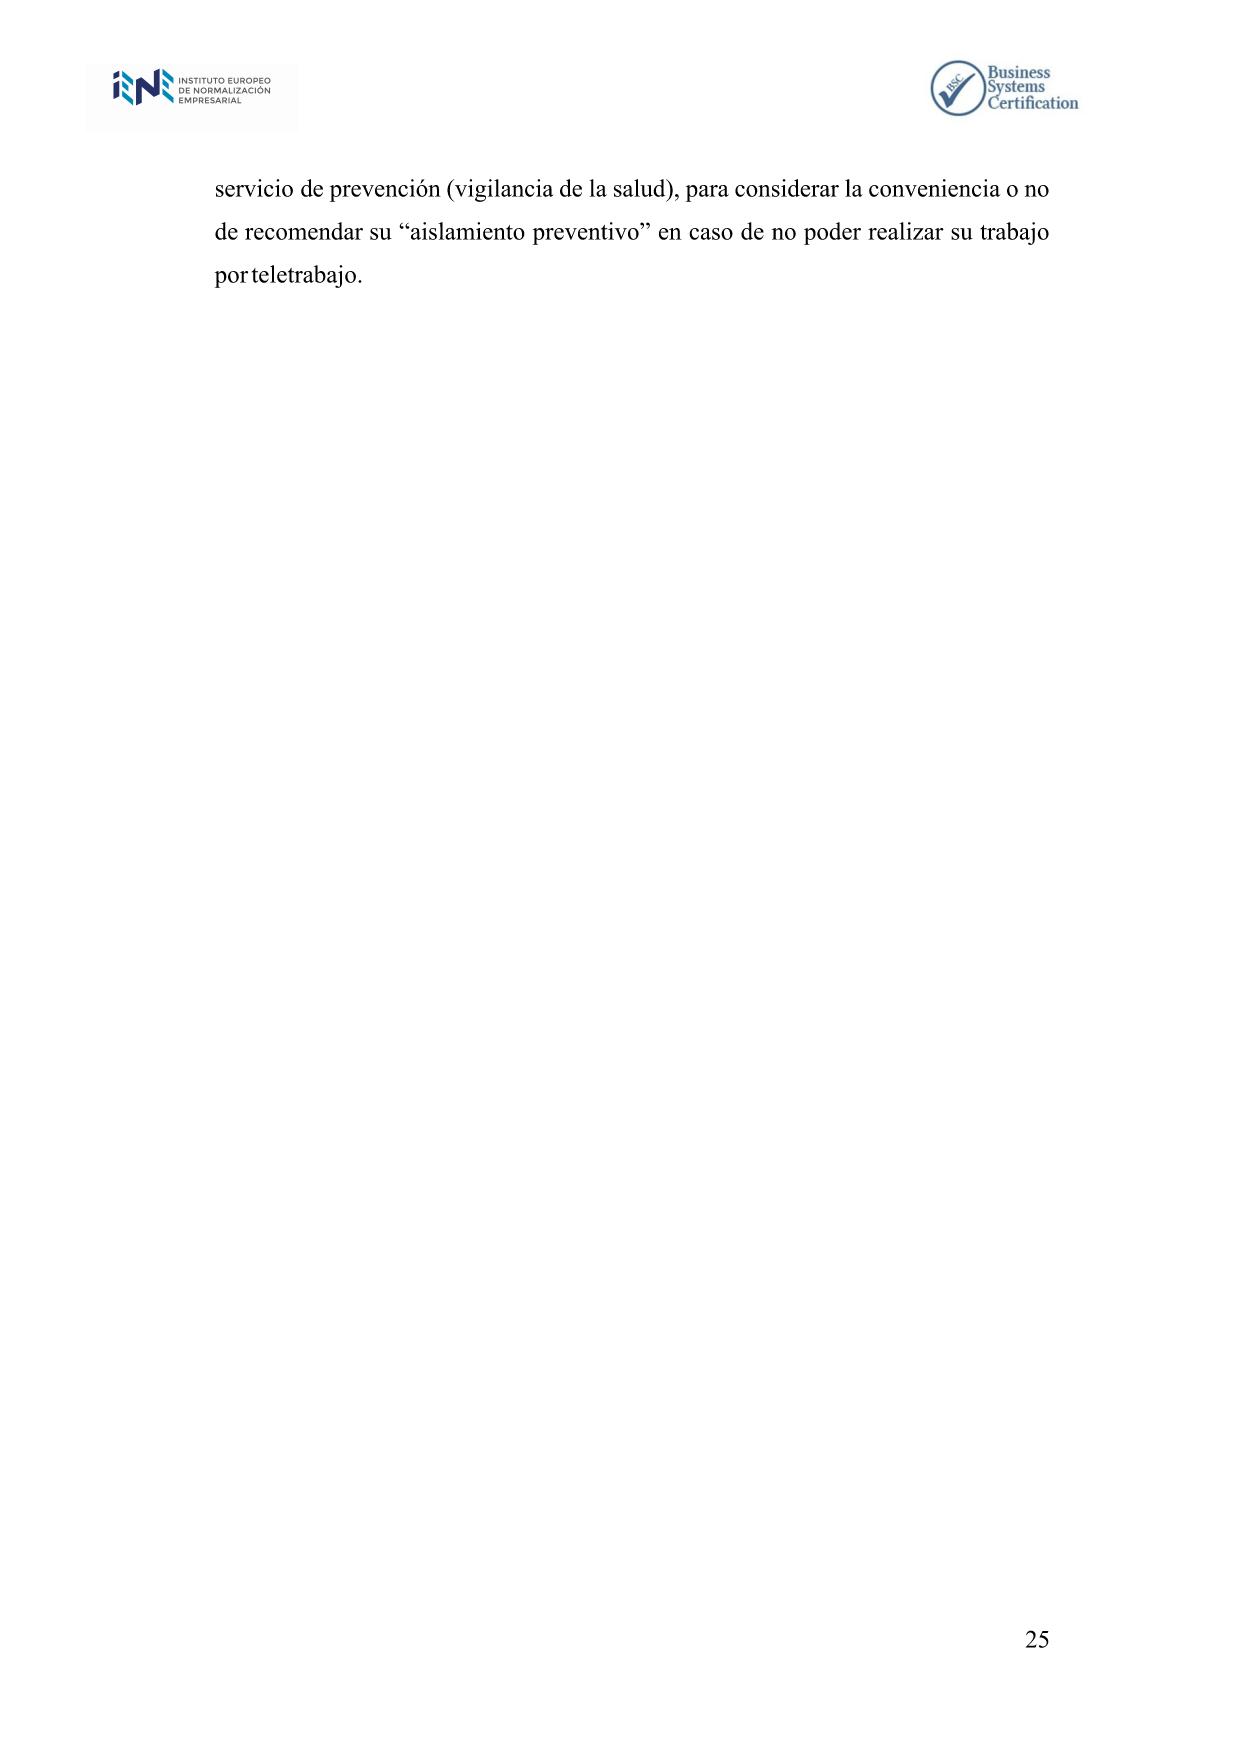 iENE INSTITUTO EUROPEO
DE NORMALIZACIÓN
EMPRESARIAL
BSC Business
Systems
Certification
servicio de prevención (vigilancia de la salud), para considerar la conveniencia o no
de recomendar su “aislamiento preventivo” en caso de no poder realizar su trabajo
por teletrabajo.
25